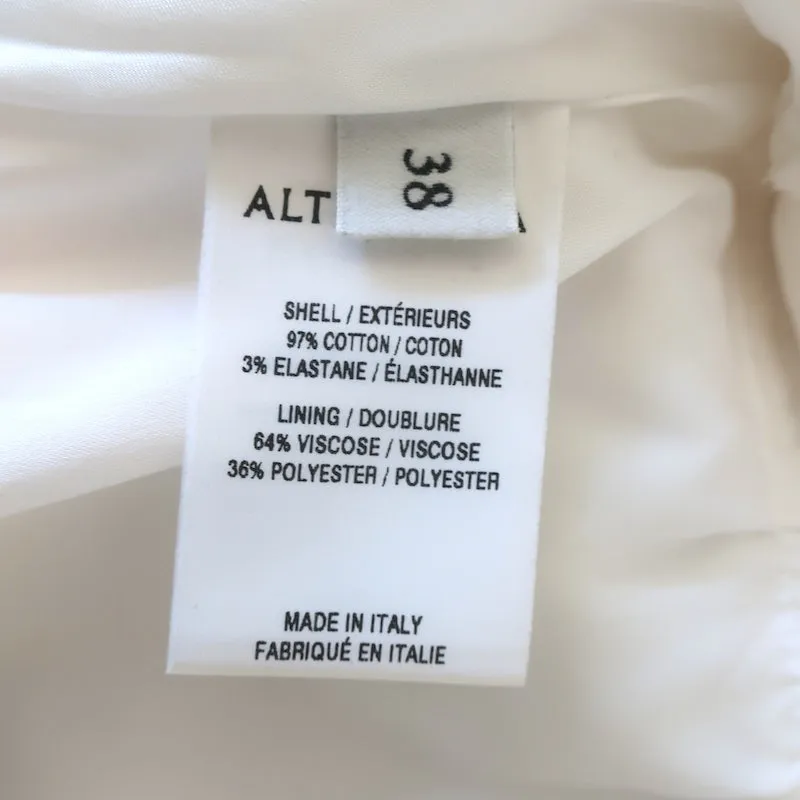 38
ALT
SHELL / EXTÉRIEURS
97% COTTON / COTON
3% ELASTANE / ÉLASTHANNE
LINING / DOUBLURE
64% VISCOSE / VISCOSE
36% POLYESTER / POLYESTER
MADE IN ITALY
FABRIQUÉ EN ITALIE